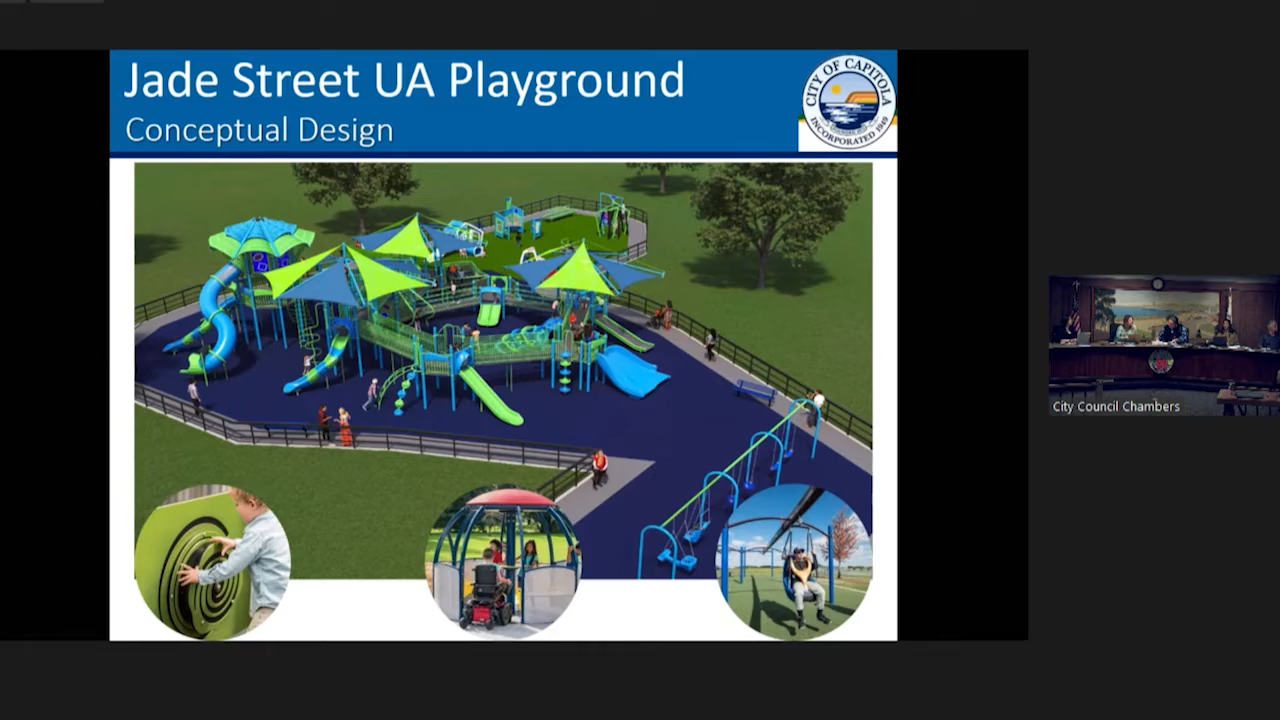 Jade Street UA Playground
Conceptual Design
CITY OF CAPITOLA
INCORPORATED 1949
City Council Chambers